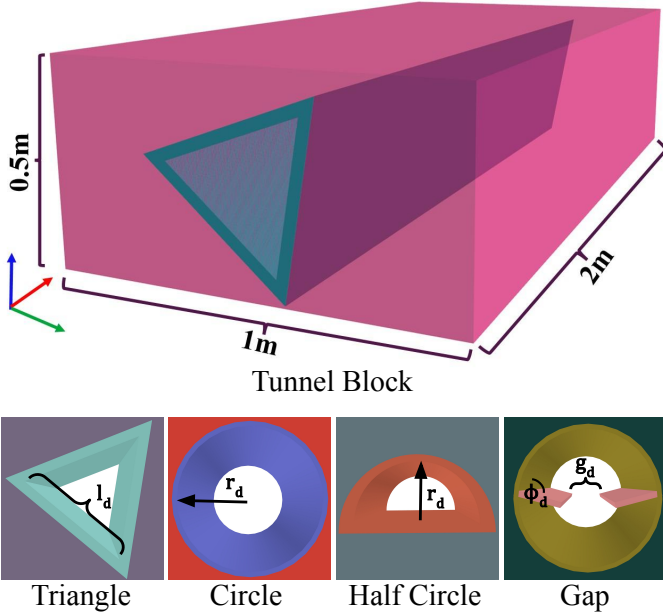 0.5m
1m
2m
Tunnel Block
l_d
r_d
r_d
g_d
ϕ_d
Triangle
Circle
Half Circle
Gap